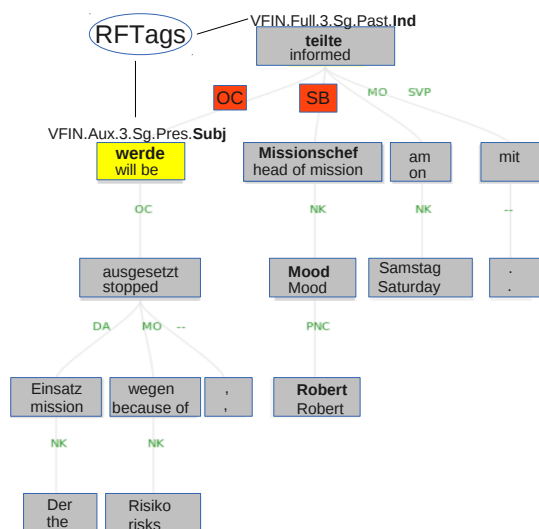 VFIN.Full.3.Sg.Past.Ind
RFTags
teilte
informed
OC
SB
MO
SVP
VFIN.Aux.3.Sg.Pres.Subj
werde
will be
Missionschef
head of mission
am
on
mit
OC
NK
NK
--
ausgesetzt
stopped
Mood
Mood
Samstag
Saturday
.
.
DA
MO
--
PNC
Einsatz
mission
wegen
because of
,
,
Robert
Robert
NK
NK
Der
the
Risiko
risks